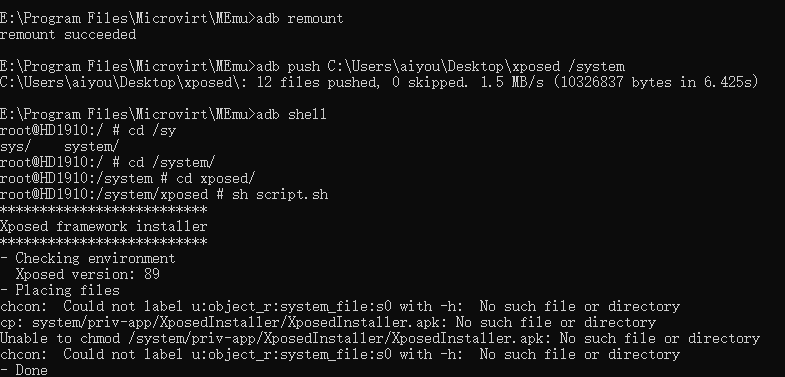 E:\Program Files\Microvirt\MEmu>adb remount
remount succeeded
E:\Program Files\Microvirt\MEmu>adb push C:\Users\aiyou\Desktop\xposed /system
C:\Users\aiyou\Desktop\xposed\: 12 files pushed, 0 skipped. 1.5 MB/s (10326837 bytes in 6.425s)
E:\Program Files\Microvirt\MEmu>adb shell
root@HD1910:/ # cd /sy
sys/    system/
root@HD1910:/ # cd /system/
root@HD1910:/system # cd xposed/
root@HD1910:/system/xposed # sh script.sh
**************************
Xposed framework installer
**************************
- Checking environment
  Xposed version: 89
- Placing files
chcon:  Could not label u:object_r:system_file:s0 with -h:  No such file or directory
cp: system/priv-app/XposedInstaller/XposedInstaller.apk: No such file or directory
Unable to chmod /system/priv-app/XposedInstaller/XposedInstaller.apk: No such file or directory
chcon:  Could not label u:object_r:system_file:s0 with -h:  No such file or directory
- Done